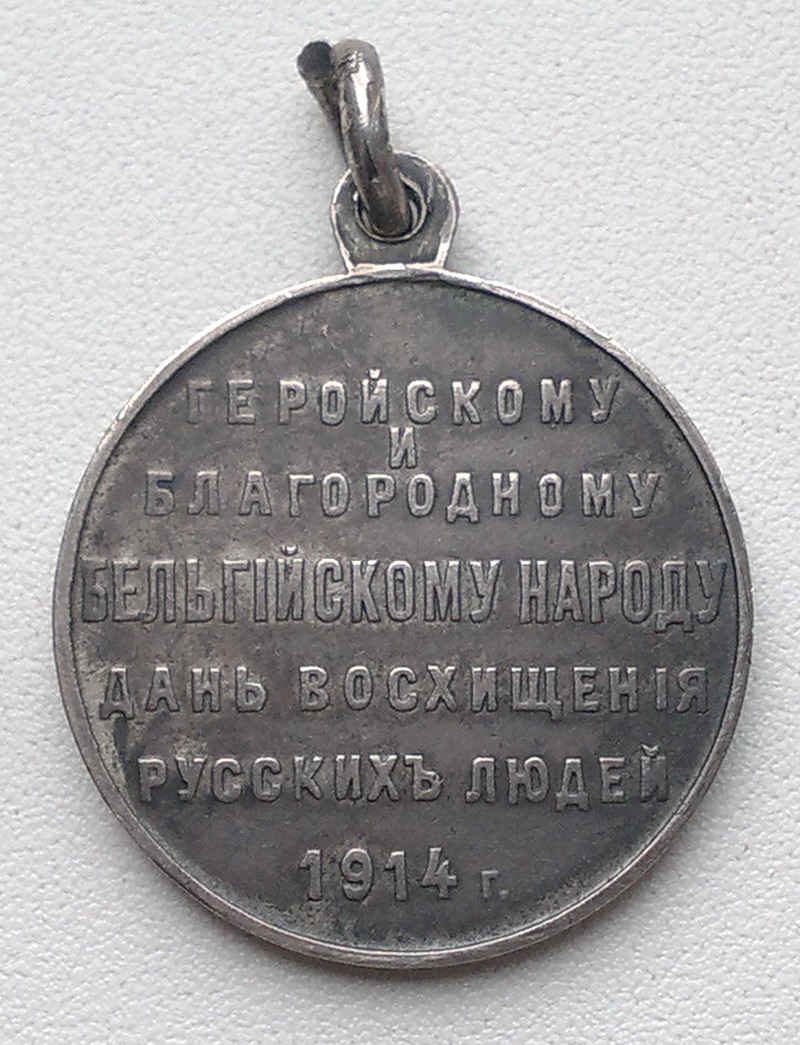 ГЕРОЙСКОМУ
И
БЛАГОРОДНОМУ
БЕЛЬГІЙСКОМУ НАРОДУ
ДАНЬ ВОСХИЩЕНІЯ
РУССКИХЪ ЛЮДЕЙ
1914 г.